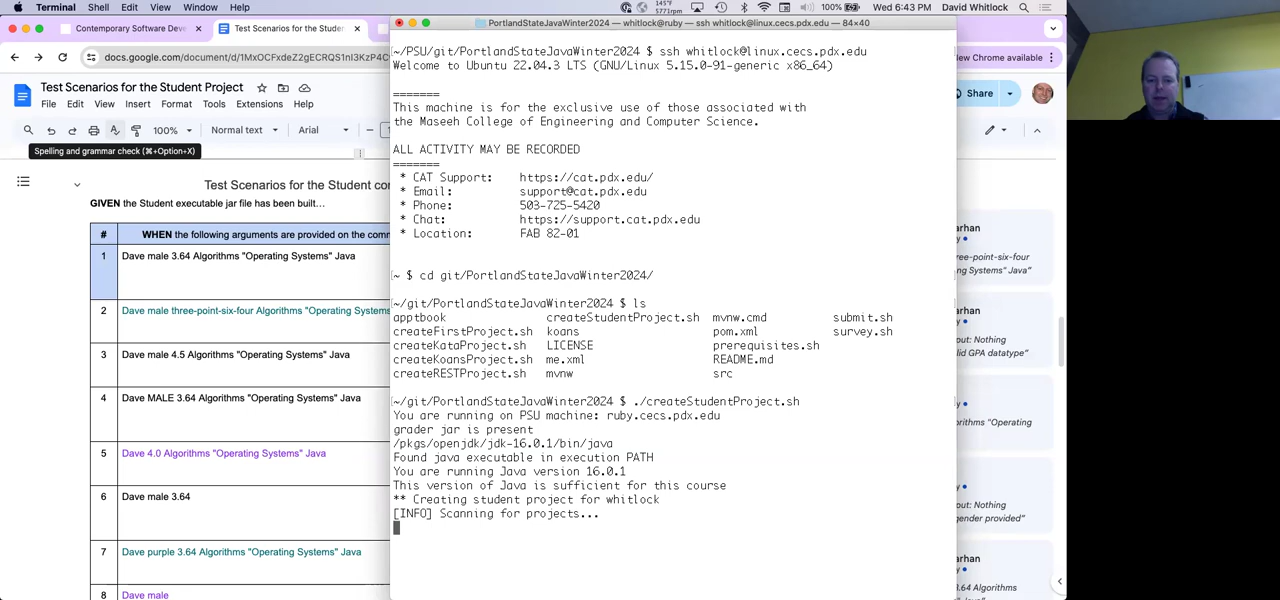 Terminal Shell Edit View Window Help
145°F
5771rpm
100% Wed 6:43 PM David Whitlock
Contemporary Software Dev
Test Scenarios for the Student
docs.google.com/document/d/1MxOCFxdeZ2gECRQS1nI3KzP4C
New Chrome available
Test Scenarios for the Student Project
File Edit View Insert Format Tools Extensions Help
Share
100% Normal text Arial
Spelling and grammar check (⌘+Option+X)
Test Scenarios for the Student co
GIVEN the Student executable jar file has been built…
# WHEN the following arguments are provided on the comm
1 Dave male 3.64 Algorithms "Operating Systems" Java
2 Dave male three-point-six-four Algorithms "Operating Systems
3 Dave male 4.5 Algorithms "Operating Systems" Java
4 Dave MALE 3.64 Algorithms "Operating Systems" Java
5 Dave 4.0 Algorithms "Operating Systems" Java
6 Dave male 3.64
7 Dave purple 3.64 Algorithms "Operating Systems" Java
8 Dave male
PortlandStateJavaWinter2024 — whitlock@ruby — ssh whitlock@linux.cecs.pdx.edu — 84×40
~/PSU/git/PortlandStateJavaWinter2024 $ ssh whitlock@linux.cecs.pdx.edu
Welcome to Ubuntu 22.04.3 LTS (GNU/Linux 5.15.0-91-generic x86_64)
=======
This machine is for the exclusive use of those associated with
the Maseeh College of Engineering and Computer Science.
ALL ACTIVITY MAY BE RECORDED
=======
* CAT Support: https://cat.pdx.edu/
* Email: support@cat.pdx.edu
* Phone: 503-725-5420
* Chat: https://support.cat.pdx.edu
* Location: FAB 82-01
~ $ cd git/PortlandStateJavaWinter2024/
~/git/PortlandStateJavaWinter2024 $ ls
apptbook createStudentProject.sh mvnw.cmd submit.sh
createFirstProject.sh koans pom.xml survey.sh
createKataProject.sh LICENSE prerequisites.sh
createKoansProject.sh me.xml README.md
createRESTProject.sh mvnw src
~/git/PortlandStateJavaWinter2024 $ ./createStudentProject.sh
You are running on PSU machine: ruby.cecs.pdx.edu
grader jar is present
/pkgs/openjdk/jdk-16.0.1/bin/java
Found java executable in execution PATH
You are running Java version 16.0.1
This version of Java is sufficient for this course
** Creating student project for whitlock
[INFO] Scanning for projects...
arhan
ree-point-six-four
ng Systems" Java"
arhan
out: Nothing
lid GPA datatype"
orithms "Operating
out: Nothing
gender provided"
arhan
3.64 Algorithms